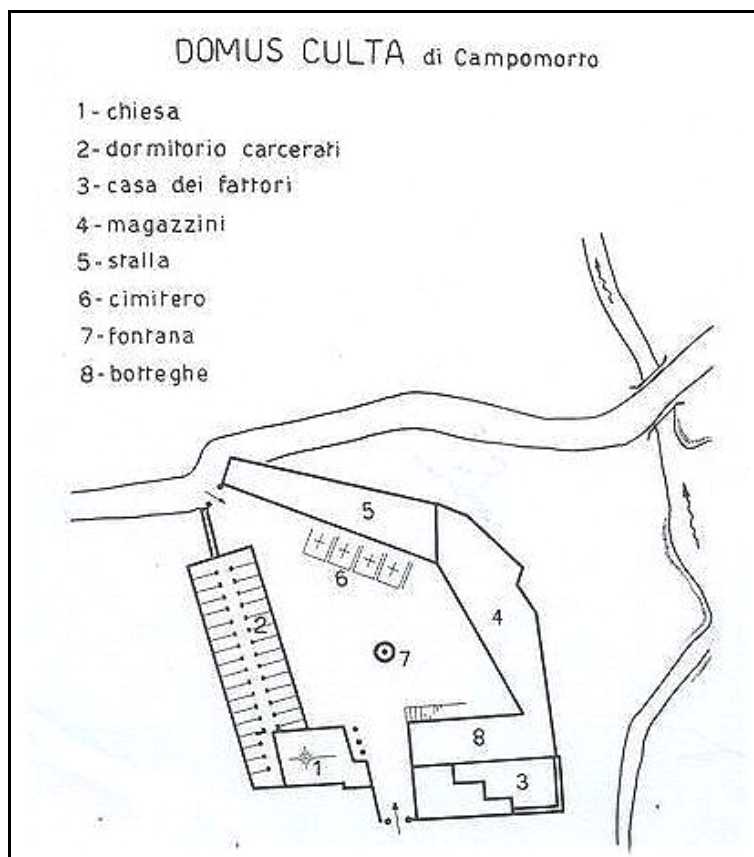 DOMUS CULTA di Campomorto
1 - chiesa
2 - dormitorio carcerati
3 - casa dei fattori
4 - magazzini
5 - stalla
6 - cimitero
7 - fontana
8 - botteghe
5
6
2
4
7
8
1
3